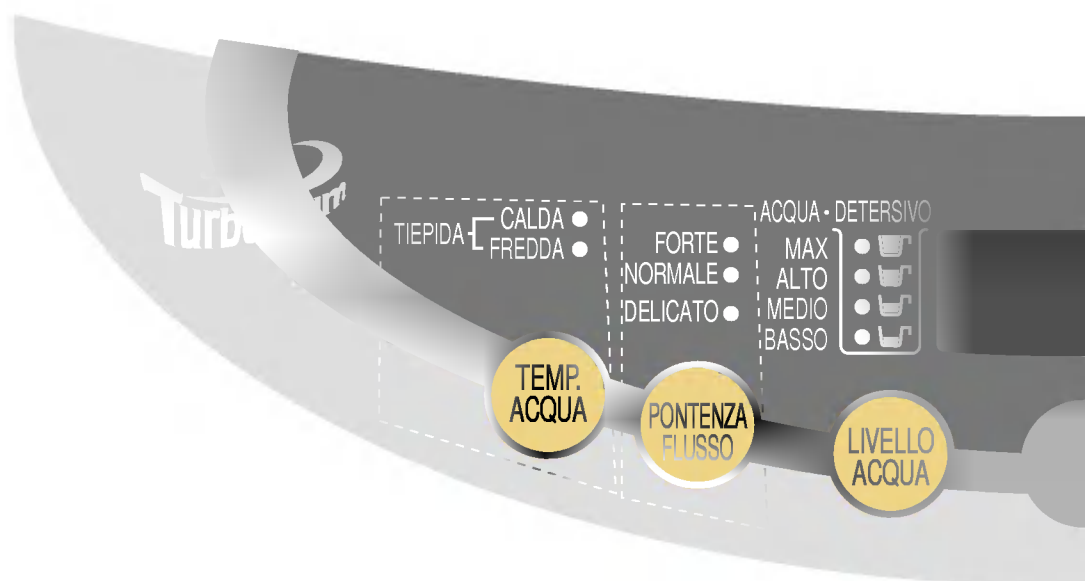 TIEPIDA
CALDA
FREDDA
FORTE
NORMALE
DELICATO
ACQUA • DETERSIVO
MAX
ALTO
MEDIO
BASSO
TEMP.
ACQUA
PONTENZA
FLUSSO
LIVELLO
ACQUA